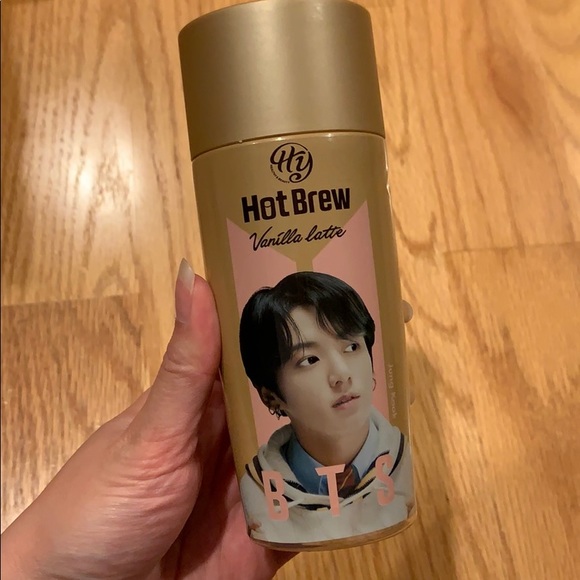 Hy
Hot Brew
Vanilla latte
BTS